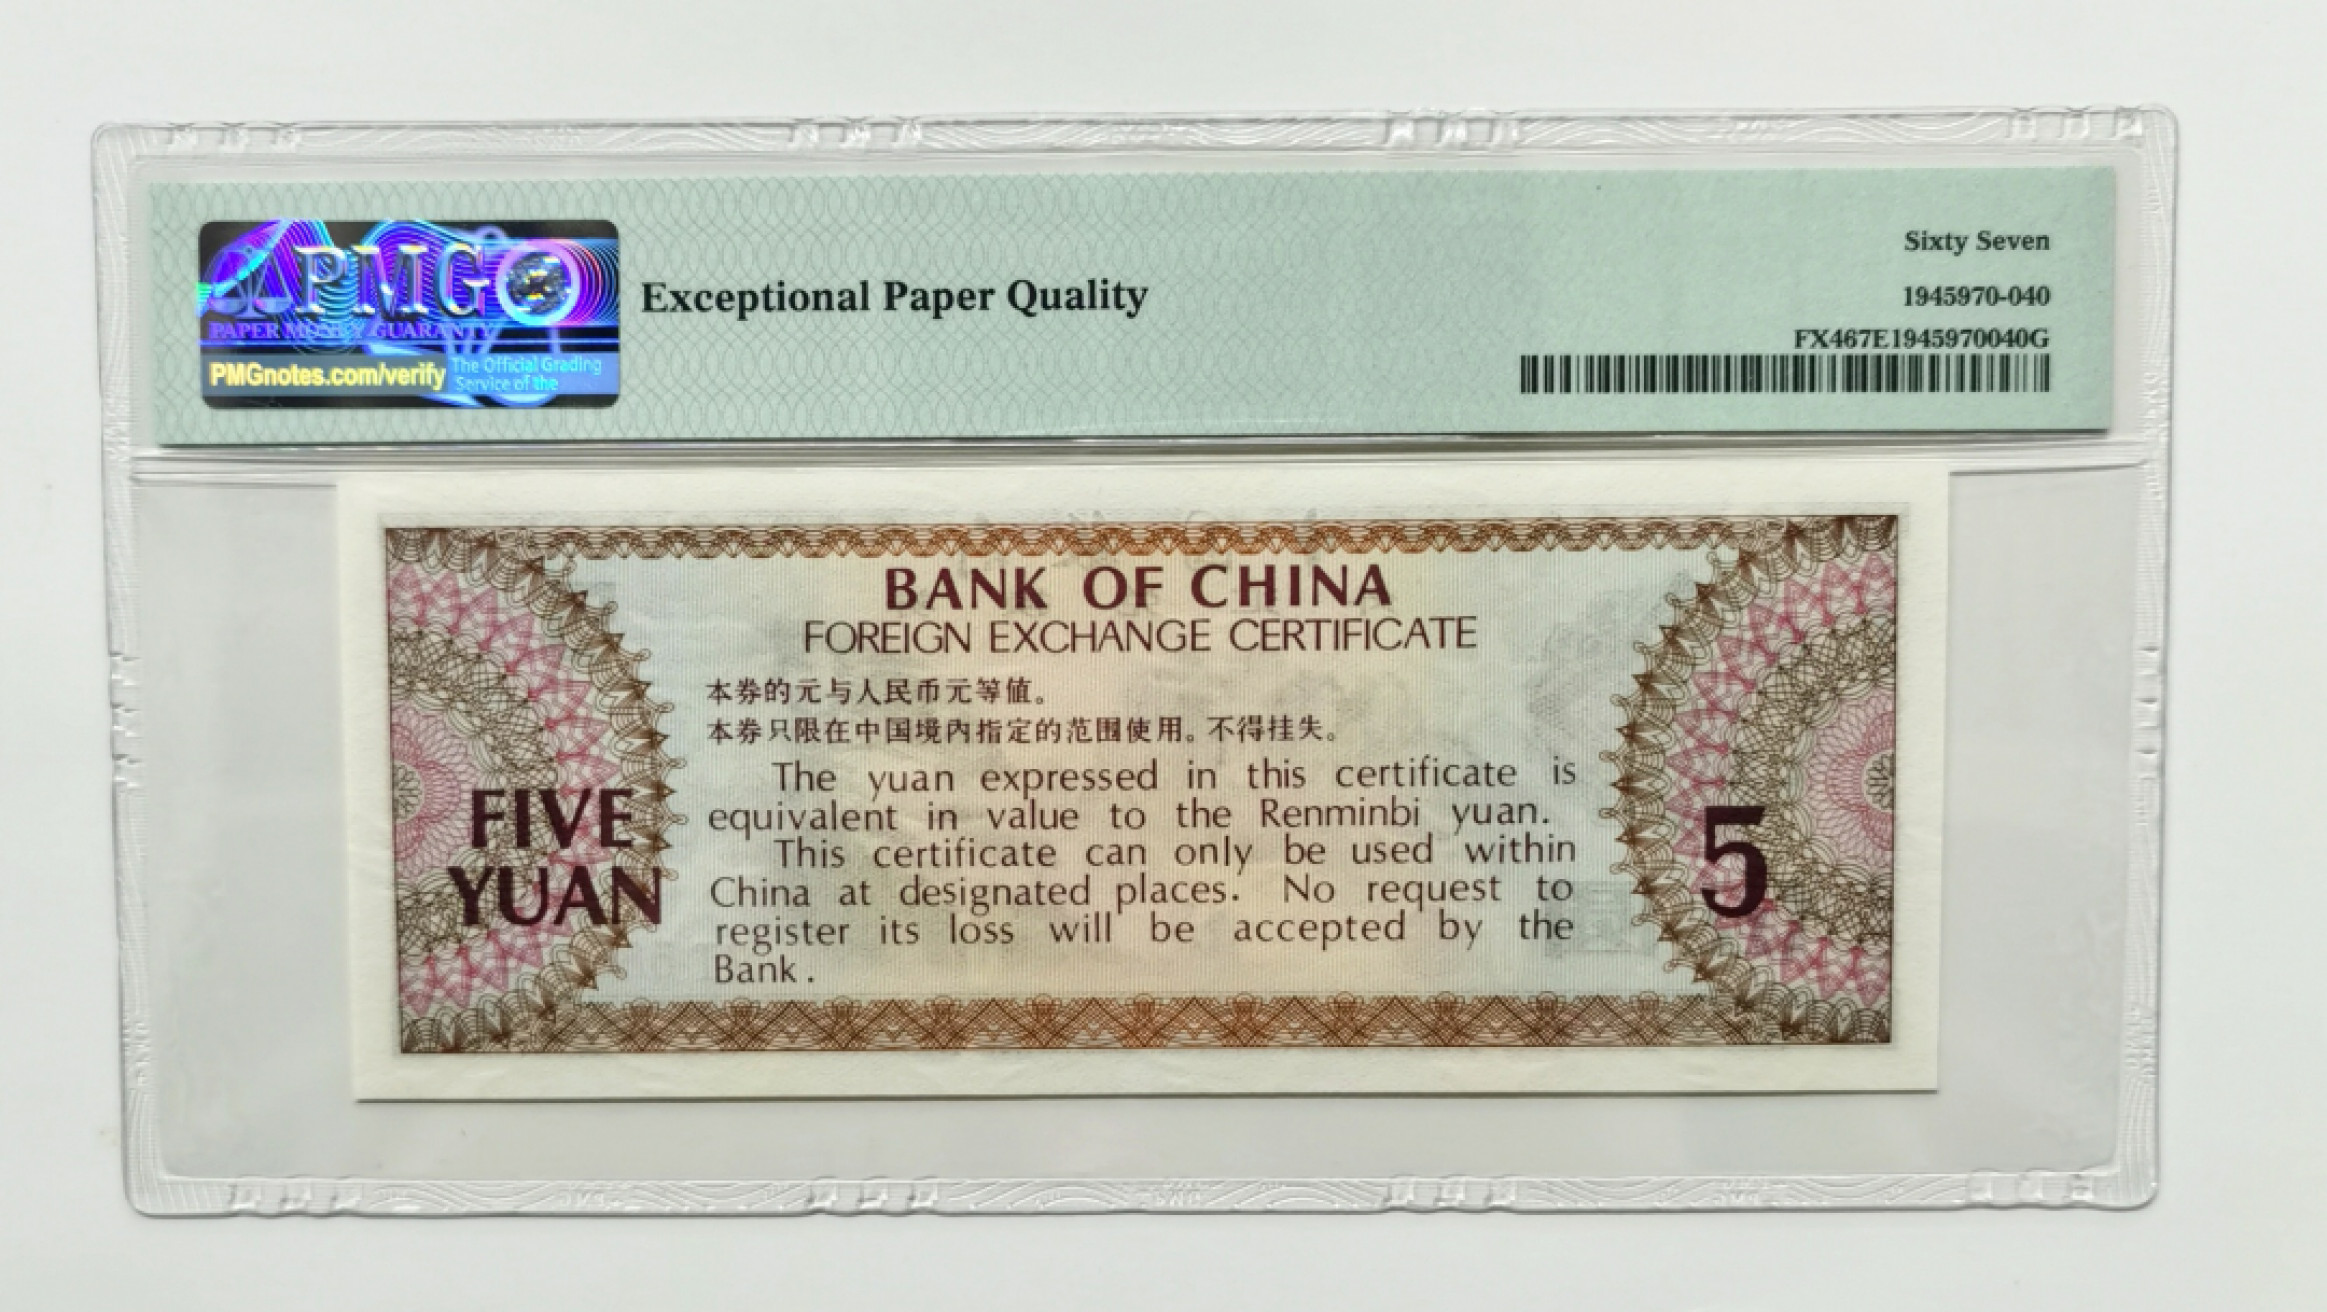 PMG
PAPER MONEY GUARANTY
PMGnotes.com/verify
The Official Grading
Service of the
Exceptional Paper Quality
Sixty Seven
1945970-040
FX467E1945970040G
BANK OF CHINA
FOREIGN EXCHANGE CERTIFICATE
本券的元与人民币元等值。
本券只限在中国境内指定的范围使用。不得挂失。
The yuan expressed in this certificate is
equivalent in value to the Renminbi yuan.
This certificate can only be used within
China at designated places. No request to
register its loss will be accepted by the
Bank.
FIVE
YUAN
5